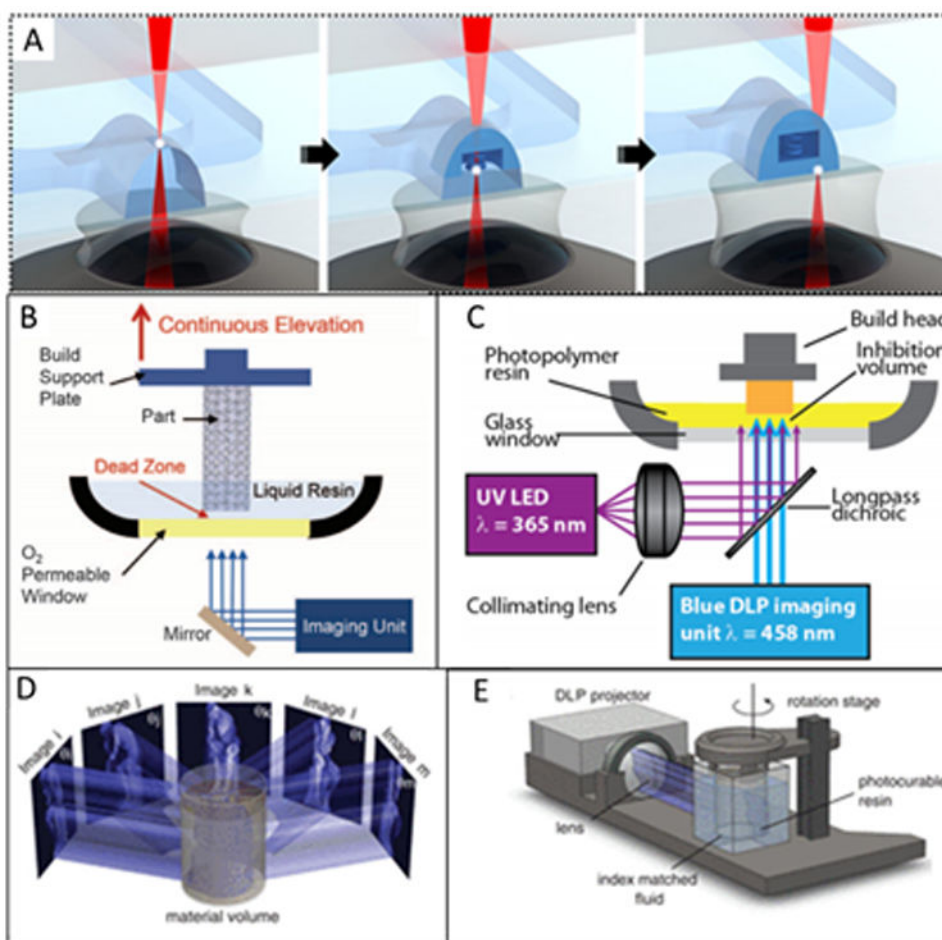 A
B
Continuous Elevation
Build
Support
Plate
Part
Dead Zone
Liquid Resin
O2
Permeable
Window
Mirror
Imaging Unit
C
Build head
Photopolymer
resin
Inhibition
volume
Glass
window
UV LED
λ = 365 nm
Longpass
dichroic
Collimating lens
Blue DLP imaging
unit λ = 458 nm
D
Image i
Image j
Image k
Image l
Image m
θj
θk
material volume
E
DLP projector
rotation stage
photocurable
resin
lens
index matched
fluid